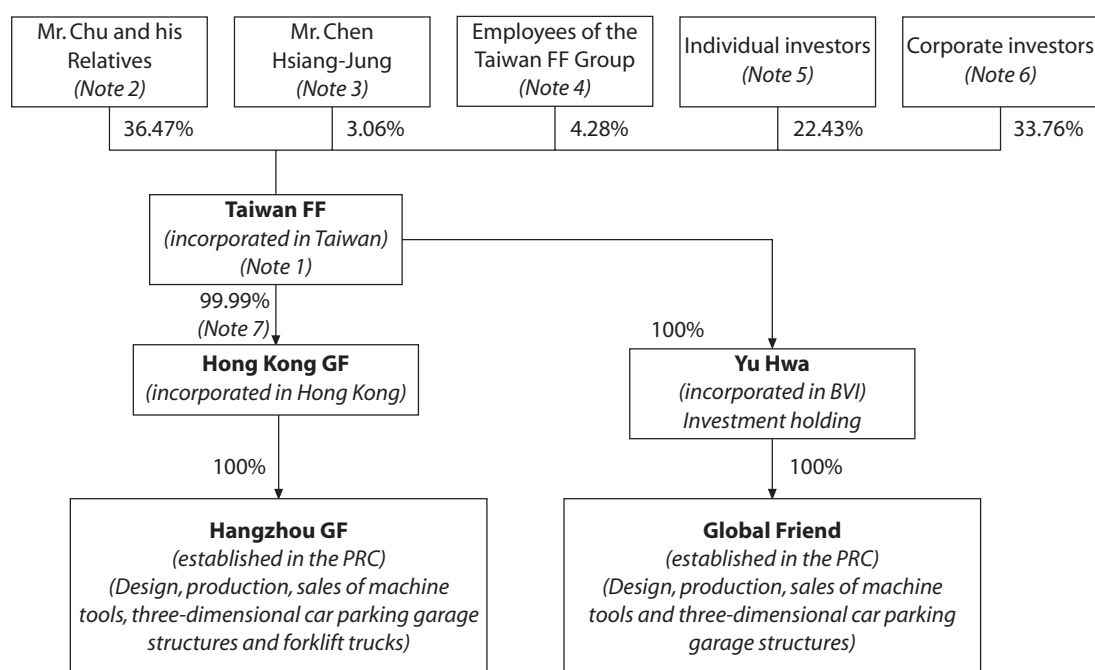 Mr. Chu and his
Relatives
(Note 2)
Mr. Chen
Hsiang-Jung
(Note 3)
Employees of the
Taiwan FF Group
(Note 4)
Individual investors
(Note 5)
Corporate investors
(Note 6)
36.47%
3.06%
4.28%
22.43%
33.76%
Taiwan FF
(incorporated in Taiwan)
(Note 1)
99.99%
(Note 7)
100%
Hong Kong GF
(incorporated in Hong Kong)
Yu Hwa
(incorporated in BVI)
Investment holding
100%
100%
Hangzhou GF
(established in the PRC)
(Design, production, sales of machine
tools, three-dimensional car parking garage
structures and forklift trucks)
Global Friend
(established in the PRC)
(Design, production, sales of machine
tools and three-dimensional car parking
garage structures)